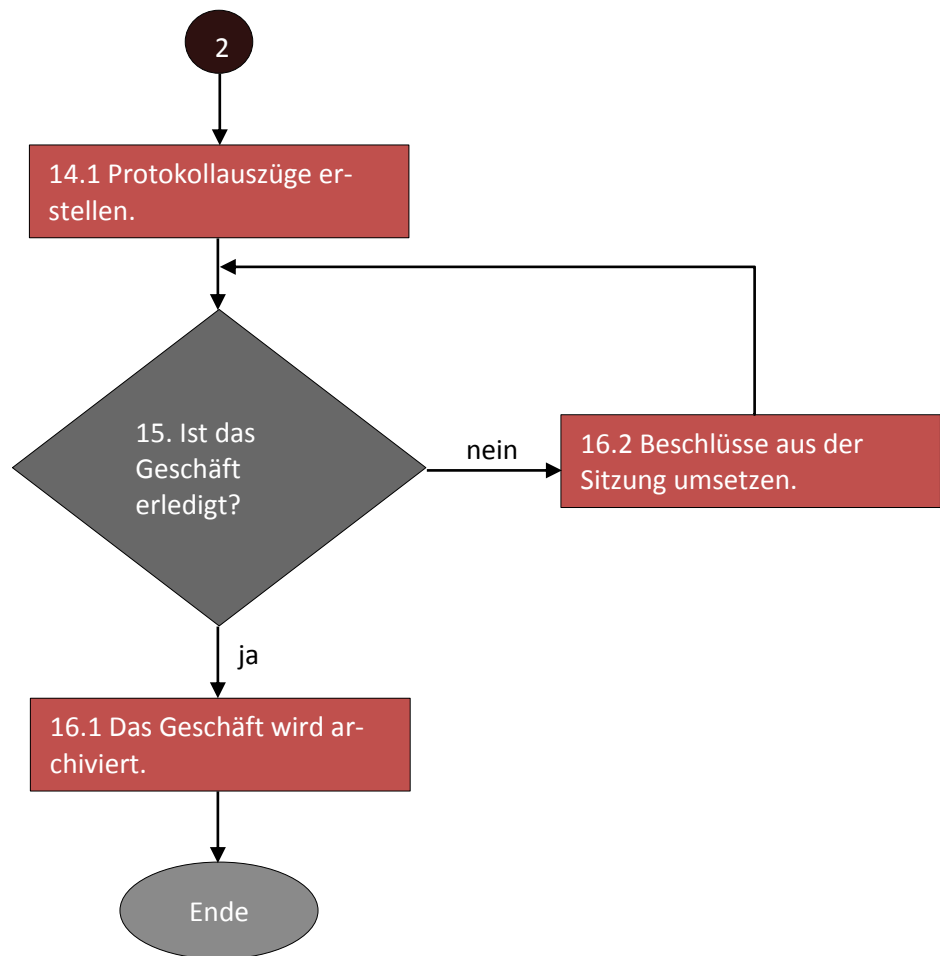 2
14.1 Protokollauszüge er-
stellen.
15. Ist das
Geschäft
erledigt?
nein
16.2 Beschlüsse aus der
Sitzung umsetzen.
ja
16.1 Das Geschäft wird ar-
chiviert.
Ende